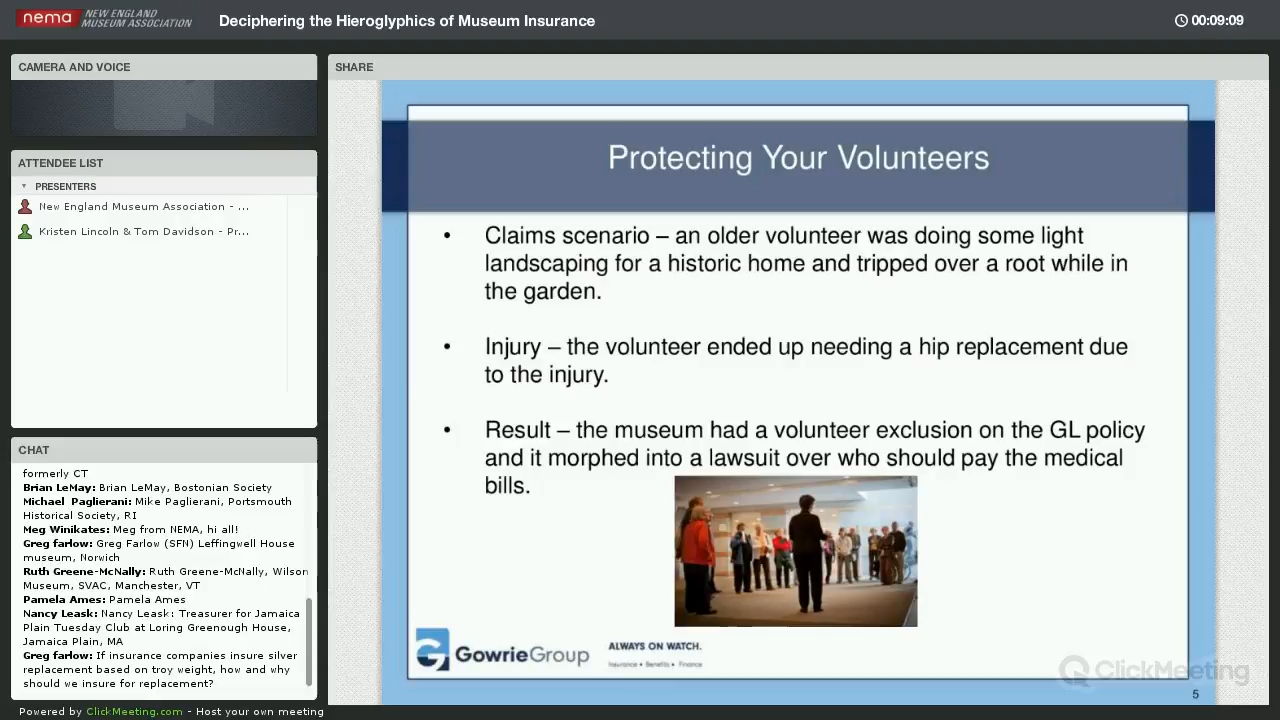 nema NEW ENGLAND
MUSEUM ASSOCIATION
Deciphering the Hieroglyphics of Museum Insurance
00:09:09
CAMERA AND VOICE
ATTENDEE LIST
PRESENTERS
New England Museum Association - ...
Kristen Lincoln & Tom Davidson - Pr...
CHAT
formerly CT
Brian LeMay: Brian LeMay, Bostonian Society
Michael Paglierani: Mike Paglierani, Portsmouth
Historical Society, RI
Meg Winikates: Meg from NEMA, hi all!
Greg farlow: Greg Farlow (SFN) Leffingwell House
museum, Norwich
Ruth Greene-McNally: Ruth Greene-McNally, Wilson
Museum, SVAC, Manchester, VT
Pamela Ames: Pamela Ames
Nancy Leask: Nancy Leask: Treasurer for Jamaica
Plain Tuesday Club at Loring Greenough House,
Jamaica Plain, MA
Greg farlow: If insurance companies insure silver
replacement based on troy weight, how and why
should we insure for replacement?
Powered by ClickMeeting.com - Host your own meeting
SHARE
Protecting Your Volunteers
• Claims scenario – an older volunteer was doing some light
landscaping for a historic home and tripped over a root while in
the garden.
• Injury – the volunteer ended up needing a hip replacement due
to the injury.
• Result – the museum had a volunteer exclusion on the GL policy
and it morphed into a lawsuit over who should pay the medical
bills.
GowrieGroup
ALWAYS ON WATCH.
Insurance • Benefits • Finance
ClickMeeting
5